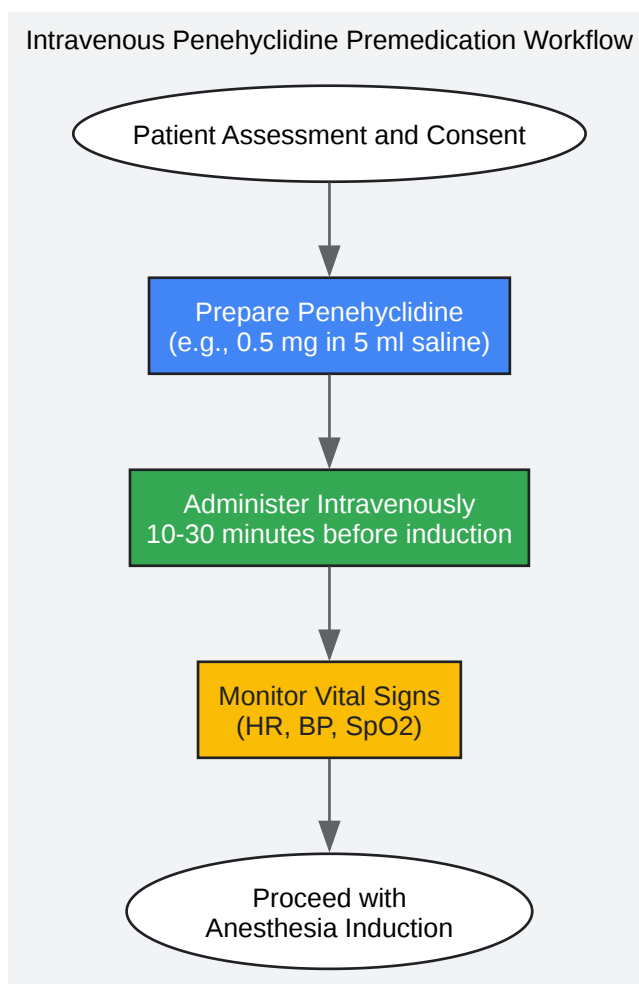 Intravenous Penehyclidine Premedication Workflow
Patient Assessment and Consent
Prepare Penehyclidine
(e.g., 0.5 mg in 5 ml saline)
Administer Intravenously
10-30 minutes before induction
Monitor Vital Signs
(HR, BP, SpO2)
Proceed with
Anesthesia Induction